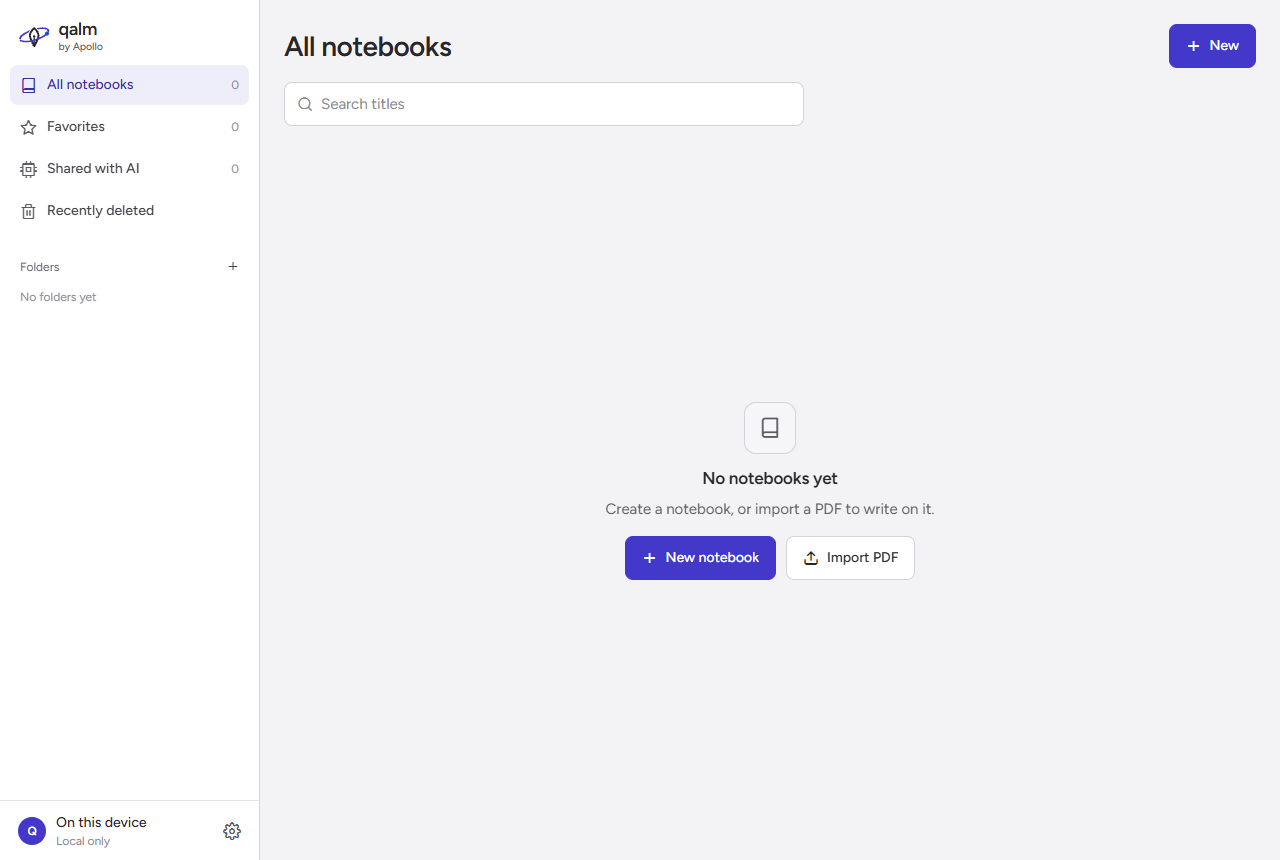 qalm
by Apollo
All notebooks 0
Favorites 0
Shared with AI 0
Recently deleted
Folders +
No folders yet
Q On this device
Local only
All notebooks
+ New
Search titles
No notebooks yet
Create a notebook, or import a PDF to write on it.
+ New notebook
Import PDF